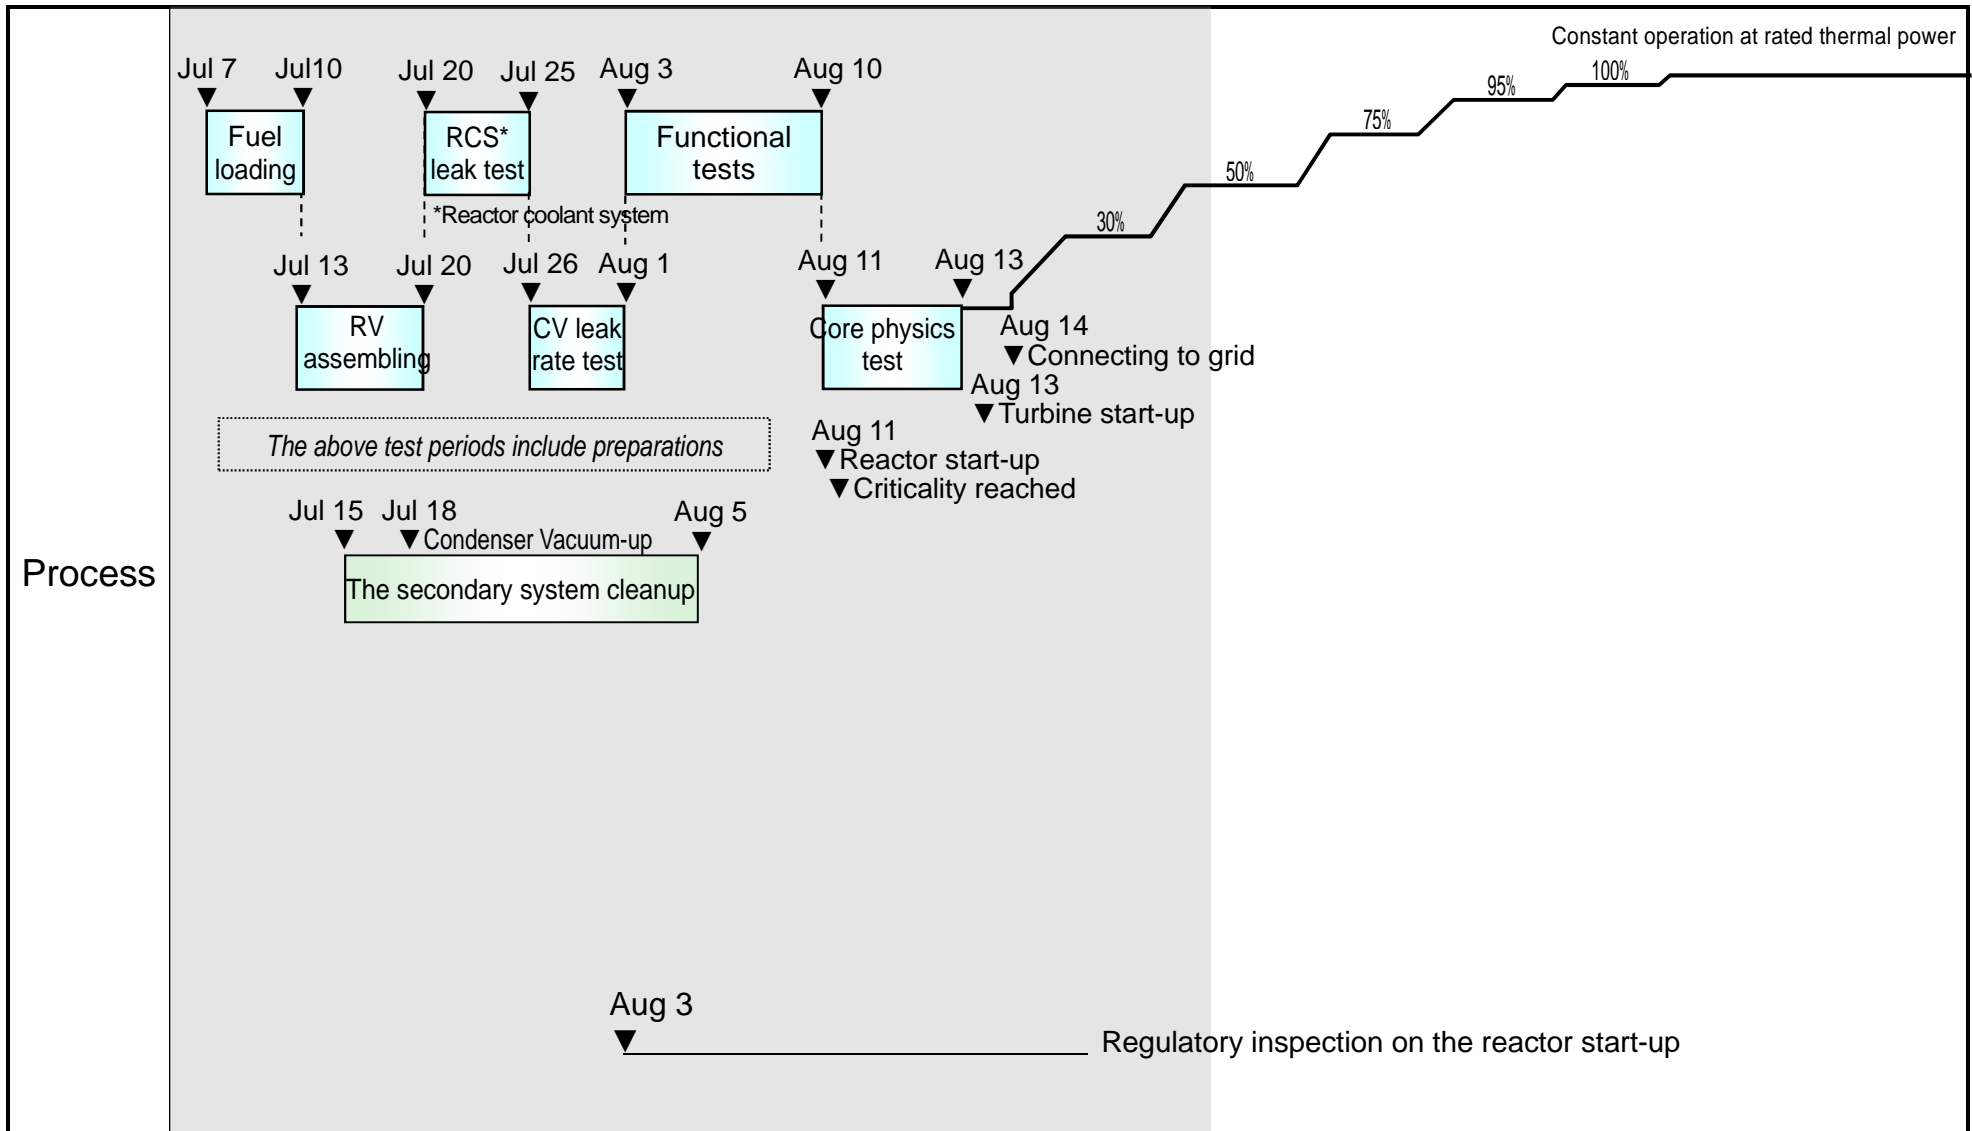 Constant operation at rated thermal power
Jul 7
Jul10
Jul 20
Jul 25
Aug 3
Aug 10
100%
95%
75%
50%
30%
Fuel
loading
RCS*
leak test
Functional
tests
*Reactor coolant system
Jul 13
Jul 20
Jul 26
Aug 1
Aug 11
Aug 13
RV
assembling
CV leak
rate test
Core physics
test
Aug 14
▼Connecting to grid
Aug 13
▼Turbine start-up
The above test periods include preparations
Aug 11
▼Reactor start-up
▼Criticality reached
Jul 15
Jul 18
Aug 5
▼Condenser Vacuum-up
The secondary system cleanup
Process
Aug 3
Regulatory inspection on the reactor start-up